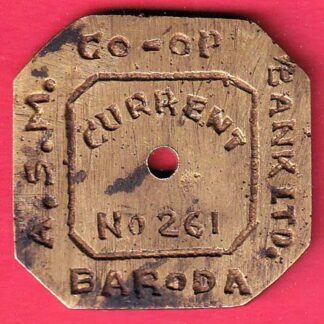 A.S.M.
CO-OP
BANK LTD.
BARODA
CURRENT
NO 261